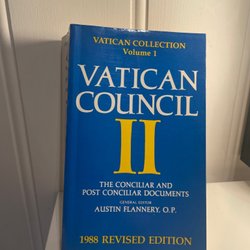 VATICAN COLLECTION
Volume 1
VATICAN
COUNCIL
II
THE CONCILIAR AND
POST CONCILIAR DOCUMENTS
GENERAL EDITOR
AUSTIN FLANNERY, O.P.
1988 REVISED EDITION